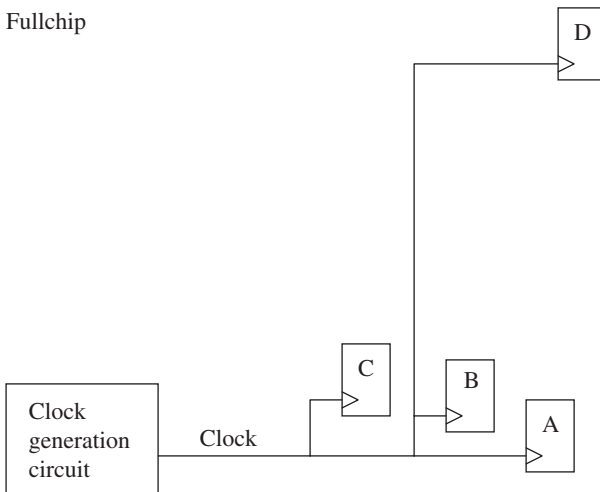 Fullchip
D
C
B
A
Clock
generation
circuit
Clock